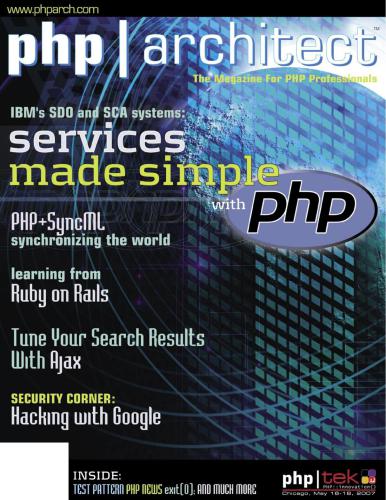 www.phparch.com
php|architect™
The Magazine For PHP Professionals
IBM's SDO and SCA systems:
services
made simple
with php
PHP+SyncML
synchronizing the world
learning from
Ruby on Rails
Tune Your Search Results
With Ajax
SECURITY CORNER:
Hacking with Google
INSIDE:
TEST PATTERN PHP NEWS exit(0); AND MUCH MORE
php|tek
PHP::innovation()
Chicago, May 16-18, 2007